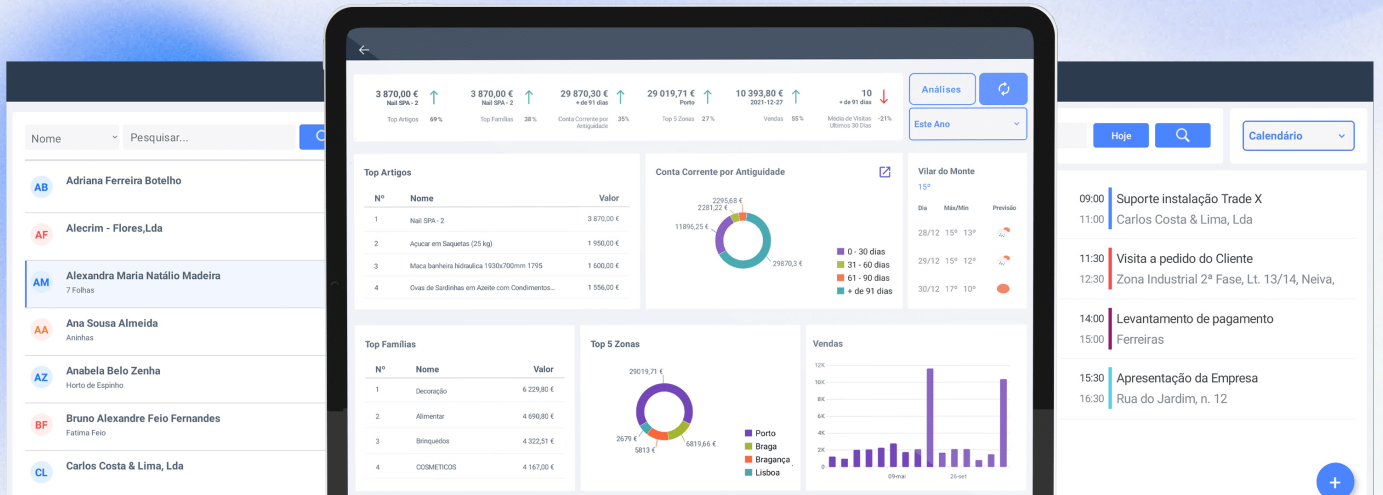 Nome
Pesquisar...
AB
Adriana Ferreira Botelho
AF
Alecrim - Flores,Lda
AM
Alexandra Maria Natálio Madeira
7 Folhas
AA
Ana Sousa Almeida
Aninhas
AZ
Anabela Belo Zenha
Horto de Espinho
BF
Bruno Alexandre Feio Fernandes
Fatima Feio
CL
Carlos Costa & Lima, Lda
3 870,00 €
Nail SPA - 2
Top Artigos 69%
3 870,00 €
Nail SPA - 2
Top Famílias 38%
29 870,30 €
+ de 91 dias
Conta Corrente por Antiguidade 35%
29 019,71 €
Porto
Top 5 Zonas 27%
10 393,80 €
2021-12-27
Vendas 55%
10
+ de 91 dias
Média de Visitas Últimos 30 Dias -21%
Análises
Este Ano
Top Artigos
Nº Nome Valor
1 Nail SPA - 2 3 870,00 €
2 Açucar em Saquetas (25 kg) 1 950,00 €
3 Maca banheira hidraulica 1930x700mm 1795 1 600,00 €
4 Ovas de Sardinhas em Azeite com Condimentos... 1 556,00 €
Conta Corrente por Antiguidade
2295,68 €
2281,22 €
11896,25 €
29870,3 €
0 - 30 dias
31 - 60 dias
61 - 90 dias
+ de 91 dias
Vilar do Monte
15º
Dia Máx/Min Previsão
28/12 15º 13º
29/12 15º 12º
30/12 17º 10º
Top Famílias
Nº Nome Valor
1 Decoração 6 229,80 €
2 Alimentar 4 690,80 €
3 Brinquedos 4 322,51 €
4 COSMETICOS 4 167,00 €
Top 5 Zonas
29019,71 €
2679 €
5813 €
6819,66 €
Porto
Braga
Bragança
Lisboa
Vendas
12K
10K
8K
6K
4K
2K
0
09-mai
25-set
Hoje
Calendário
09:00 Suporte instalação Trade X
11:00 Carlos Costa & Lima, Lda
11:30 Visita a pedido do Cliente
12:30 Zona Industrial 2ª Fase, Lt. 13/14, Neiva,
14:00 Levantamento de pagamento
15:00 Ferreiras
15:30 Apresentação da Empresa
16:30 Rua do Jardim, n. 12
+